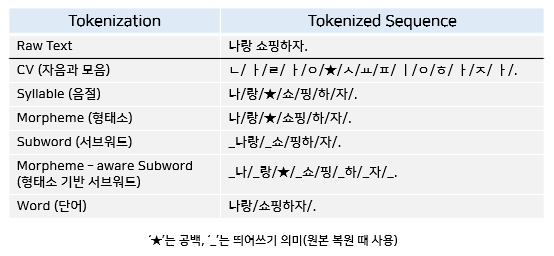 Tokenization Tokenized Sequence
Raw Text 나랑 쇼핑하자.
CV (자음과 모음) ㄴ/ㅏ/ㄹ/ㅏ/ㅇ/★/ㅅ/ㅛ/ㅍ/ㅣ/ㅇ/ㅎ/ㅏ/ㅈ/ㅏ/.
Syllable (음절) 나/랑/★/쇼/핑/하/자/.
Morpheme (형태소) 나/랑/★/쇼핑/하/자/.
Subword (서브워드) _나랑/_쇼/핑하/자/.
Morpheme – aware Subword
(형태소 기반 서브워드) _나/_랑/★/_쇼/핑/_하/_자/_.
Word (단어) 나랑/쇼핑하자/.
‘★’는 공백, ‘_’는 띄어쓰기 의미(원본 복원 때 사용)